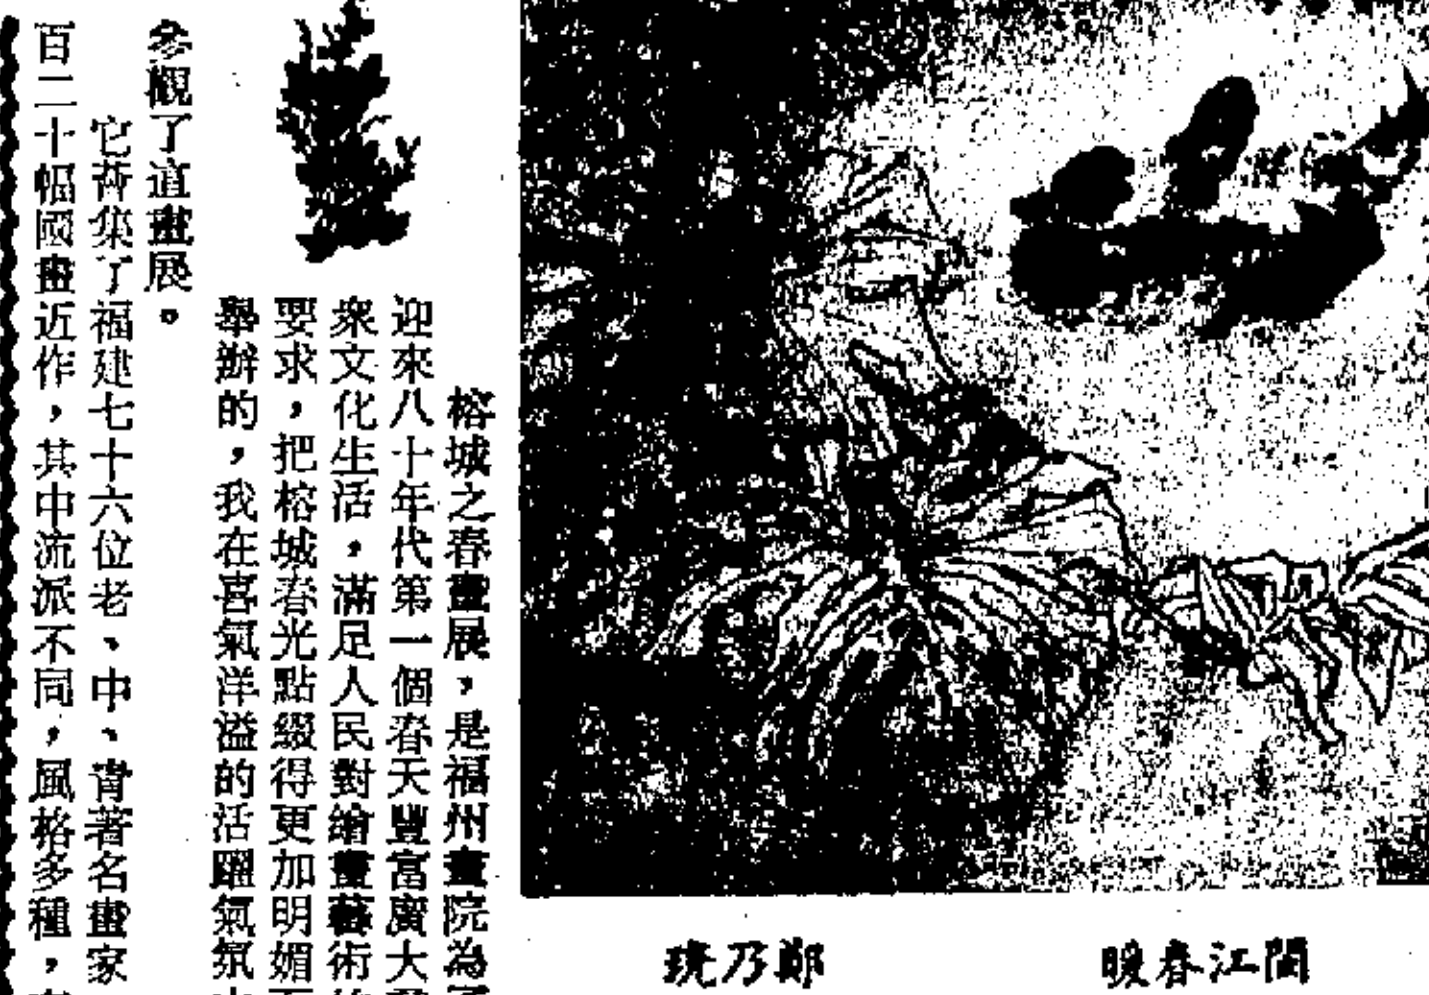 閩江春暖
鄭乃珖
榕城之春畫展，是福州畫院為了
迎來八十年代第一個春天豐富廣大
衆文化生活，滿足人民對繪畫藝術
要求，把榕城春光點綴得更加明媚
舉辦的，我在喜氣洋溢的活躍氣氛
參觀了這畫展。
它薈集了福建七十六位老、中、青著名畫家
百二十幅國畫近作，其中流派不同，風格多種，